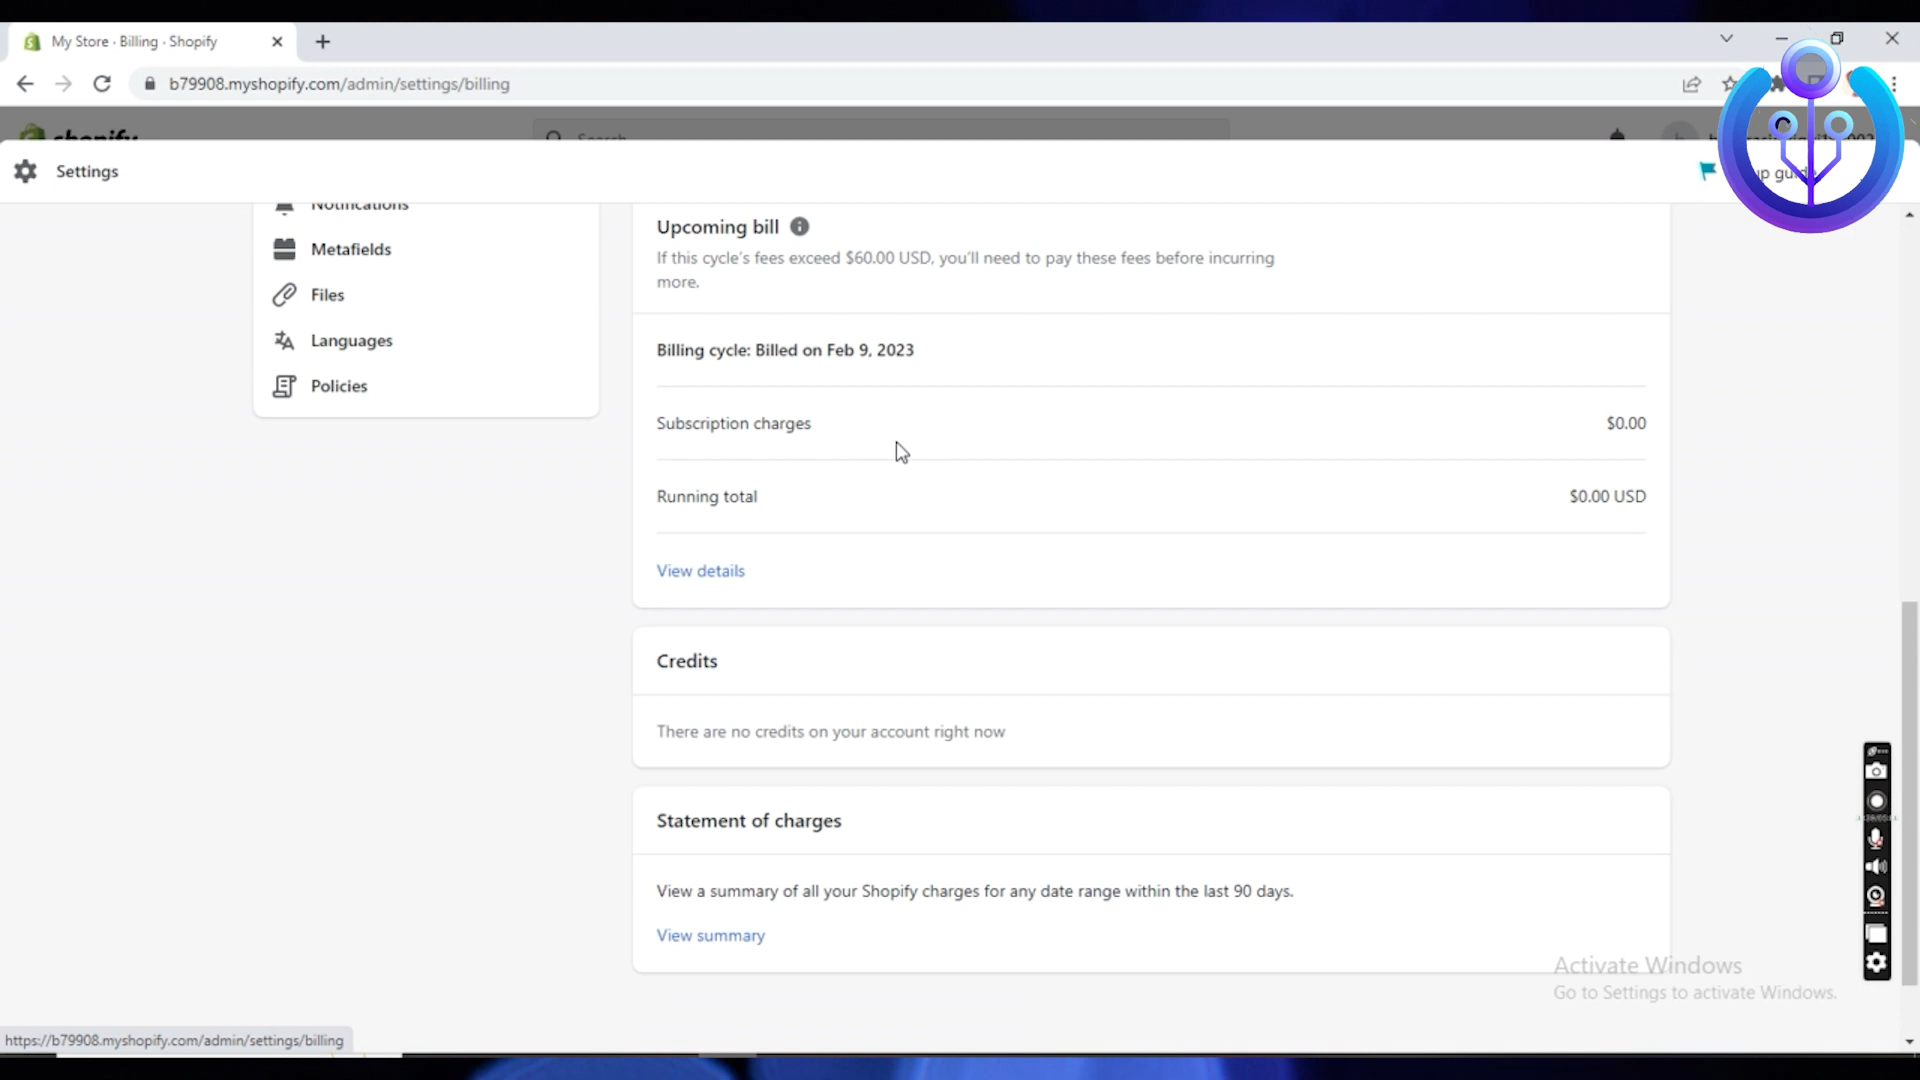 My Store · Billing · Shopify
b79908.myshopify.com/admin/settings/billing
shopify
Search
Settings
Notifications
Metafields
Files
Languages
Policies
Upcoming bill
If this cycle's fees exceed $60.00 USD, you'll need to pay these fees before incurring
more.
Billing cycle: Billed on Feb 9, 2023
Subscription charges $0.00
Running total $0.00 USD
View details
Credits
There are no credits on your account right now
Statement of charges
View a summary of all your Shopify charges for any date range within the last 90 days.
View summary
Activate Windows
Go to Settings to activate Windows.
https://b79908.myshopify.com/admin/settings/billing